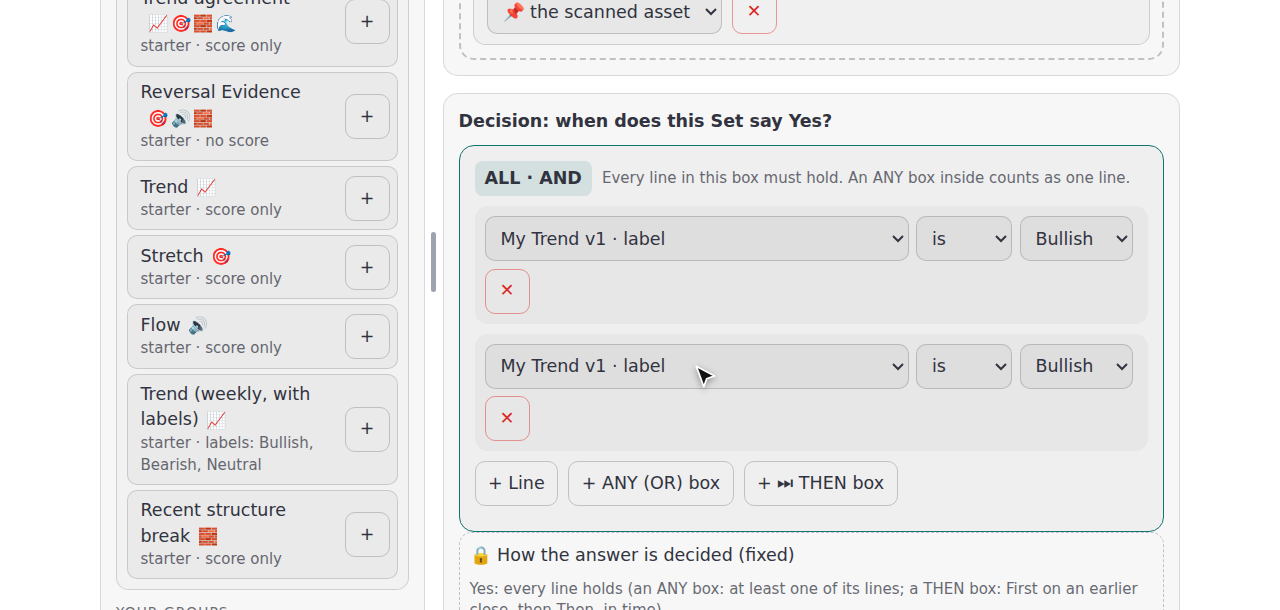 Trend agreement
📈🎯🧱🌊
starter · score only
+
Reversal Evidence
🎯🔊🧱
starter · no score
+
Trend 📈
starter · score only
+
Stretch 🎯
starter · score only
+
Flow 🔊
starter · score only
+
Trend (weekly, with
labels) 📈
starter · labels: Bullish,
Bearish, Neutral
+
Recent structure
break 🧱
starter · score only
+
YOUR GROUPS
📌 the scanned asset ✕
Decision: when does this Set say Yes?
ALL · AND Every line in this box must hold. An ANY box inside counts as one line.
My Trend v1 · label is Bullish
✕
My Trend v1 · label is Bullish
✕
+ Line + ANY (OR) box + ⏭ THEN box
🔒 How the answer is decided (fixed)
Yes: every line holds (an ANY box: at least one of its lines; a THEN box: First on an earlier
close, then Then, in time)